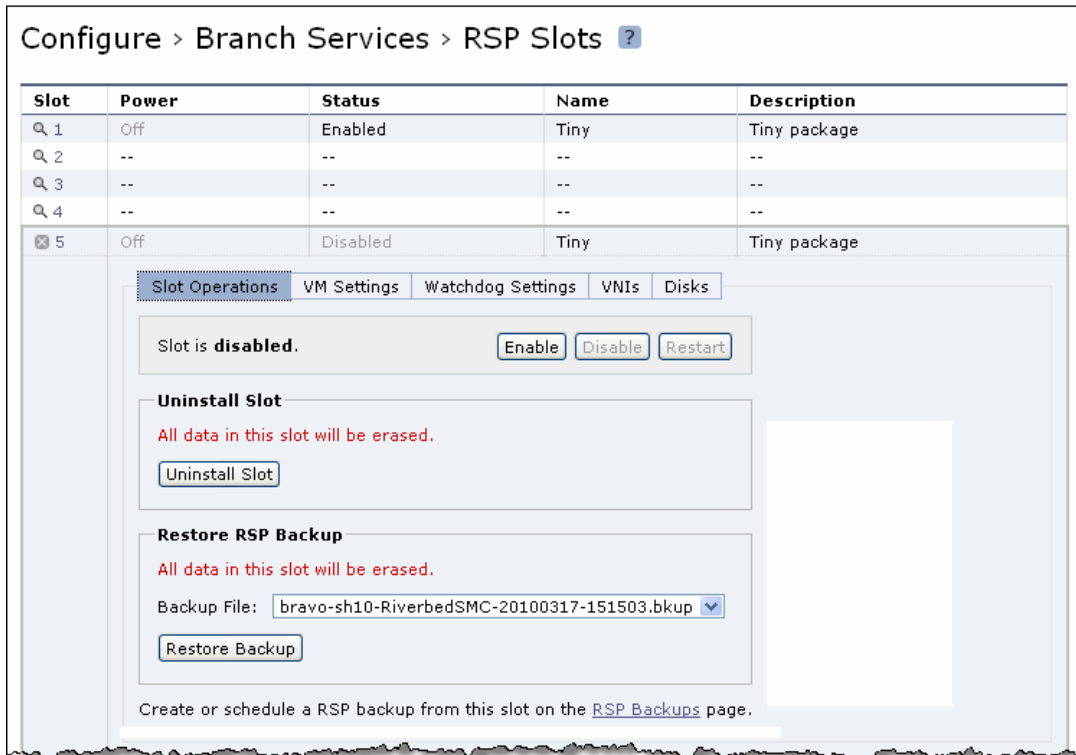 Configure › Branch Services › RSP Slots ?
Slot Power Status Name Description
1 Off Enabled Tiny Tiny package
2 -- -- -- --
3 -- -- -- --
4 -- -- -- --
5 Off Disabled Tiny Tiny package
Slot Operations VM Settings Watchdog Settings VNIs Disks
Slot is disabled. Enable Disable Restart
Uninstall Slot
All data in this slot will be erased.
Uninstall Slot
Restore RSP Backup
All data in this slot will be erased.
Backup File: bravo-sh10-RiverbedSMC-20100317-151503.bkup
Restore Backup
Create or schedule a RSP backup from this slot on the RSP Backups page.